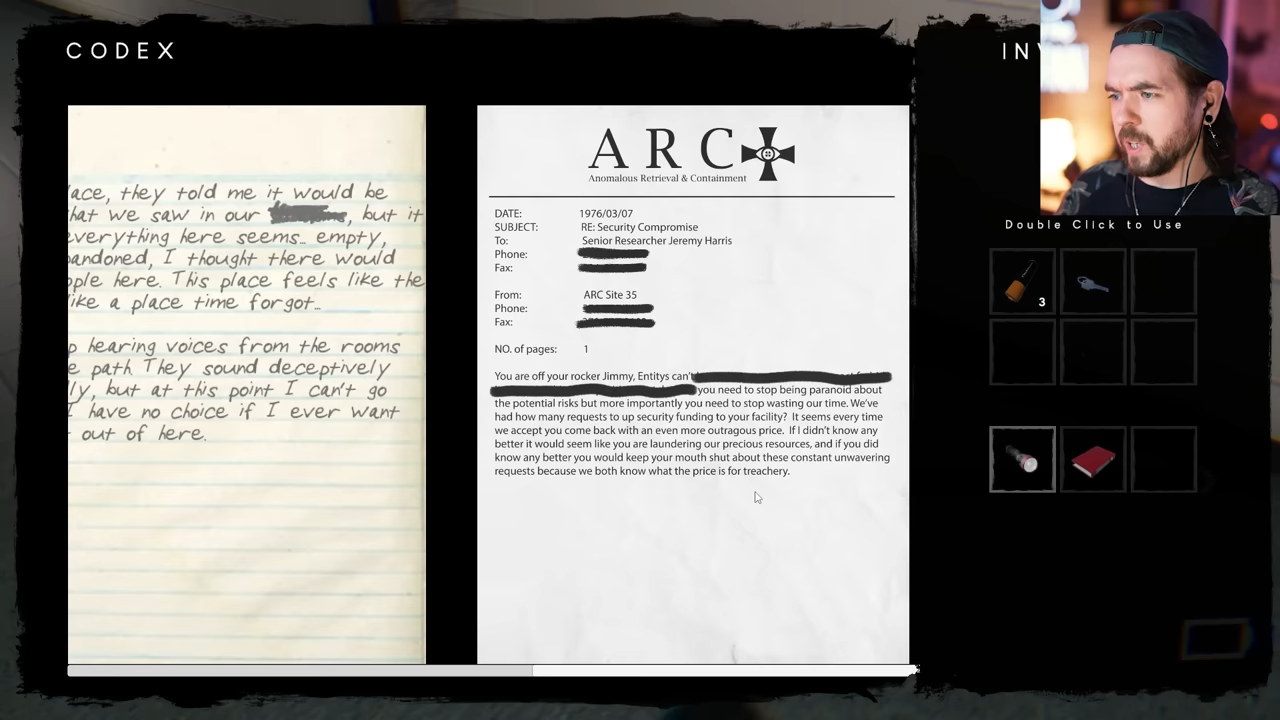 CODEX
lace, they told me it would be
hat we saw in our , but it
everything here seems... empty,
andoned, I thought there would
ople here. This place feels like the
like a place time forgot...
p hearing voices from the rooms
e path They sound deceptively
ly, but at this point I can't go
I have no choice if I ever want
out of here.
ARC
Anomalous Retrieval & Containment
DATE: 1976/03/07
SUBJECT: RE: Security Compromise
To: Senior Researcher Jeremy Harris
Phone:
Fax:
From: ARC Site 35
Phone:
Fax:
NO. of pages: 1
You are off your rocker Jimmy, Entitys can't
you need to stop being paranoid about
the potential risks but more importantly you need to stop wasting our time. We've
had how many requests to up security funding to your facility? It seems every time
we accept you come back with an even more outragous price. If I didn't know any
better it would seem like you are laundering our precious resources, and if you did
know any better you would keep your mouth shut about these constant unwavering
requests because we both know what the price is for treachery.
INV
Double Click to Use
3